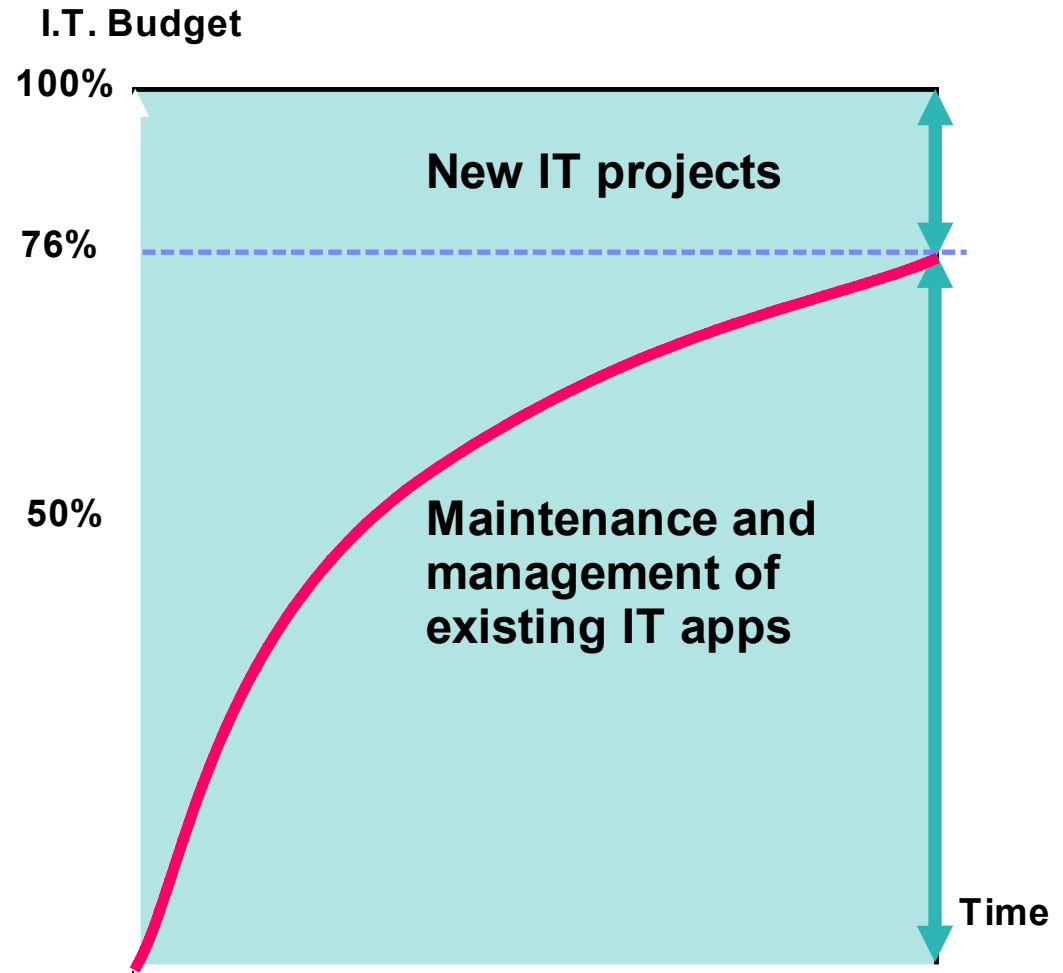 I.T. Budget
100%
New IT projects
76%
50%
Maintenance and
management of
existing IT apps
Time